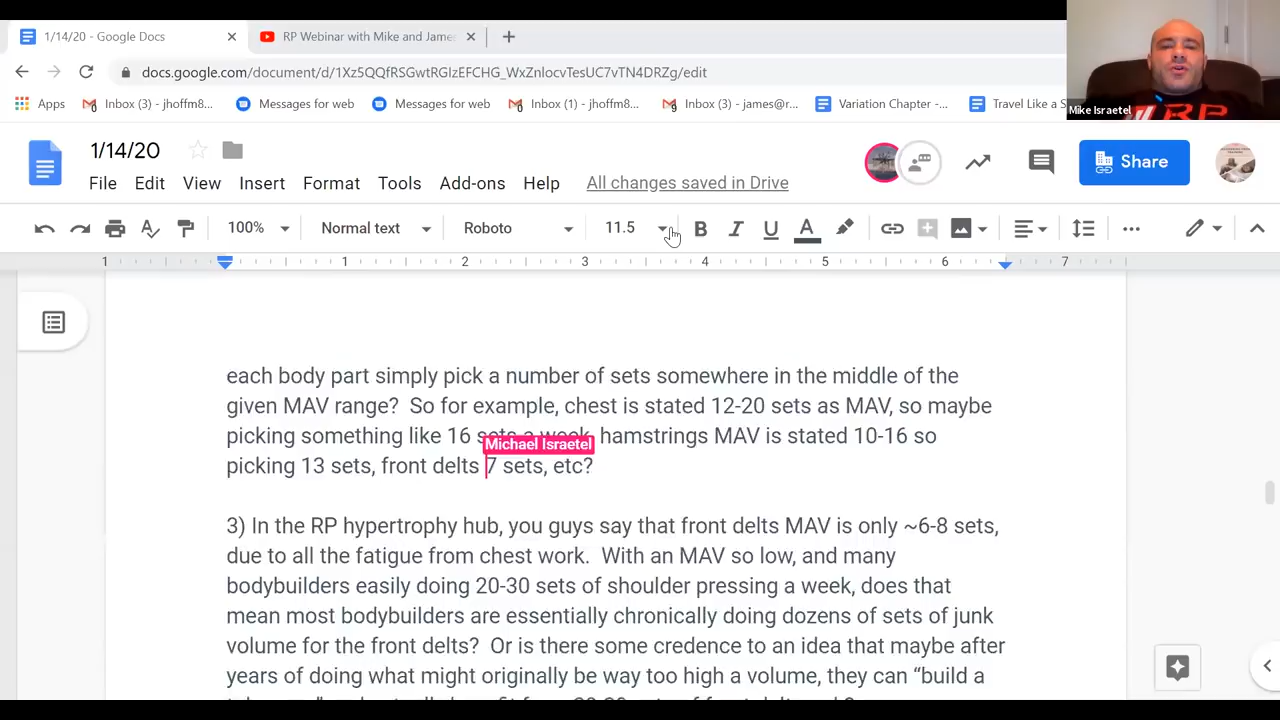 1/14/20 - Google Docs
RP Webinar with Mike and James
docs.google.com/document/d/1Xz5QQfRSGwtRGIzEFCHG_WxZnlocvTesUC7vTN4DRZg/edit
Apps Inbox (3) - jhoffm8... Messages for web Messages for web Inbox (1) - jhoffm8... Inbox (3) - james@r... Variation Chapter -... Travel Like a S
Mike Israetel
RP
1/14/20
File Edit View Insert Format Tools Add-ons Help All changes saved in Drive
Share
100% Normal text Roboto 11.5 B I U A
1 1 2 3 4 5 6 7
each body part simply pick a number of sets somewhere in the middle of the
given MAV range? So for example, chest is stated 12-20 sets as MAV, so maybe
picking something like 16 sets a week, hamstrings MAV is stated 10-16 so
Michael Israetel
picking 13 sets, front delts 7 sets, etc?
3) In the RP hypertrophy hub, you guys say that front delts MAV is only ~6-8 sets,
due to all the fatigue from chest work. With an MAV so low, and many
bodybuilders easily doing 20-30 sets of shoulder pressing a week, does that
mean most bodybuilders are essentially chronically doing dozens of sets of junk
volume for the front delts? Or is there some credence to an idea that maybe after
years of doing what might originally be way too high a volume, they can “build a